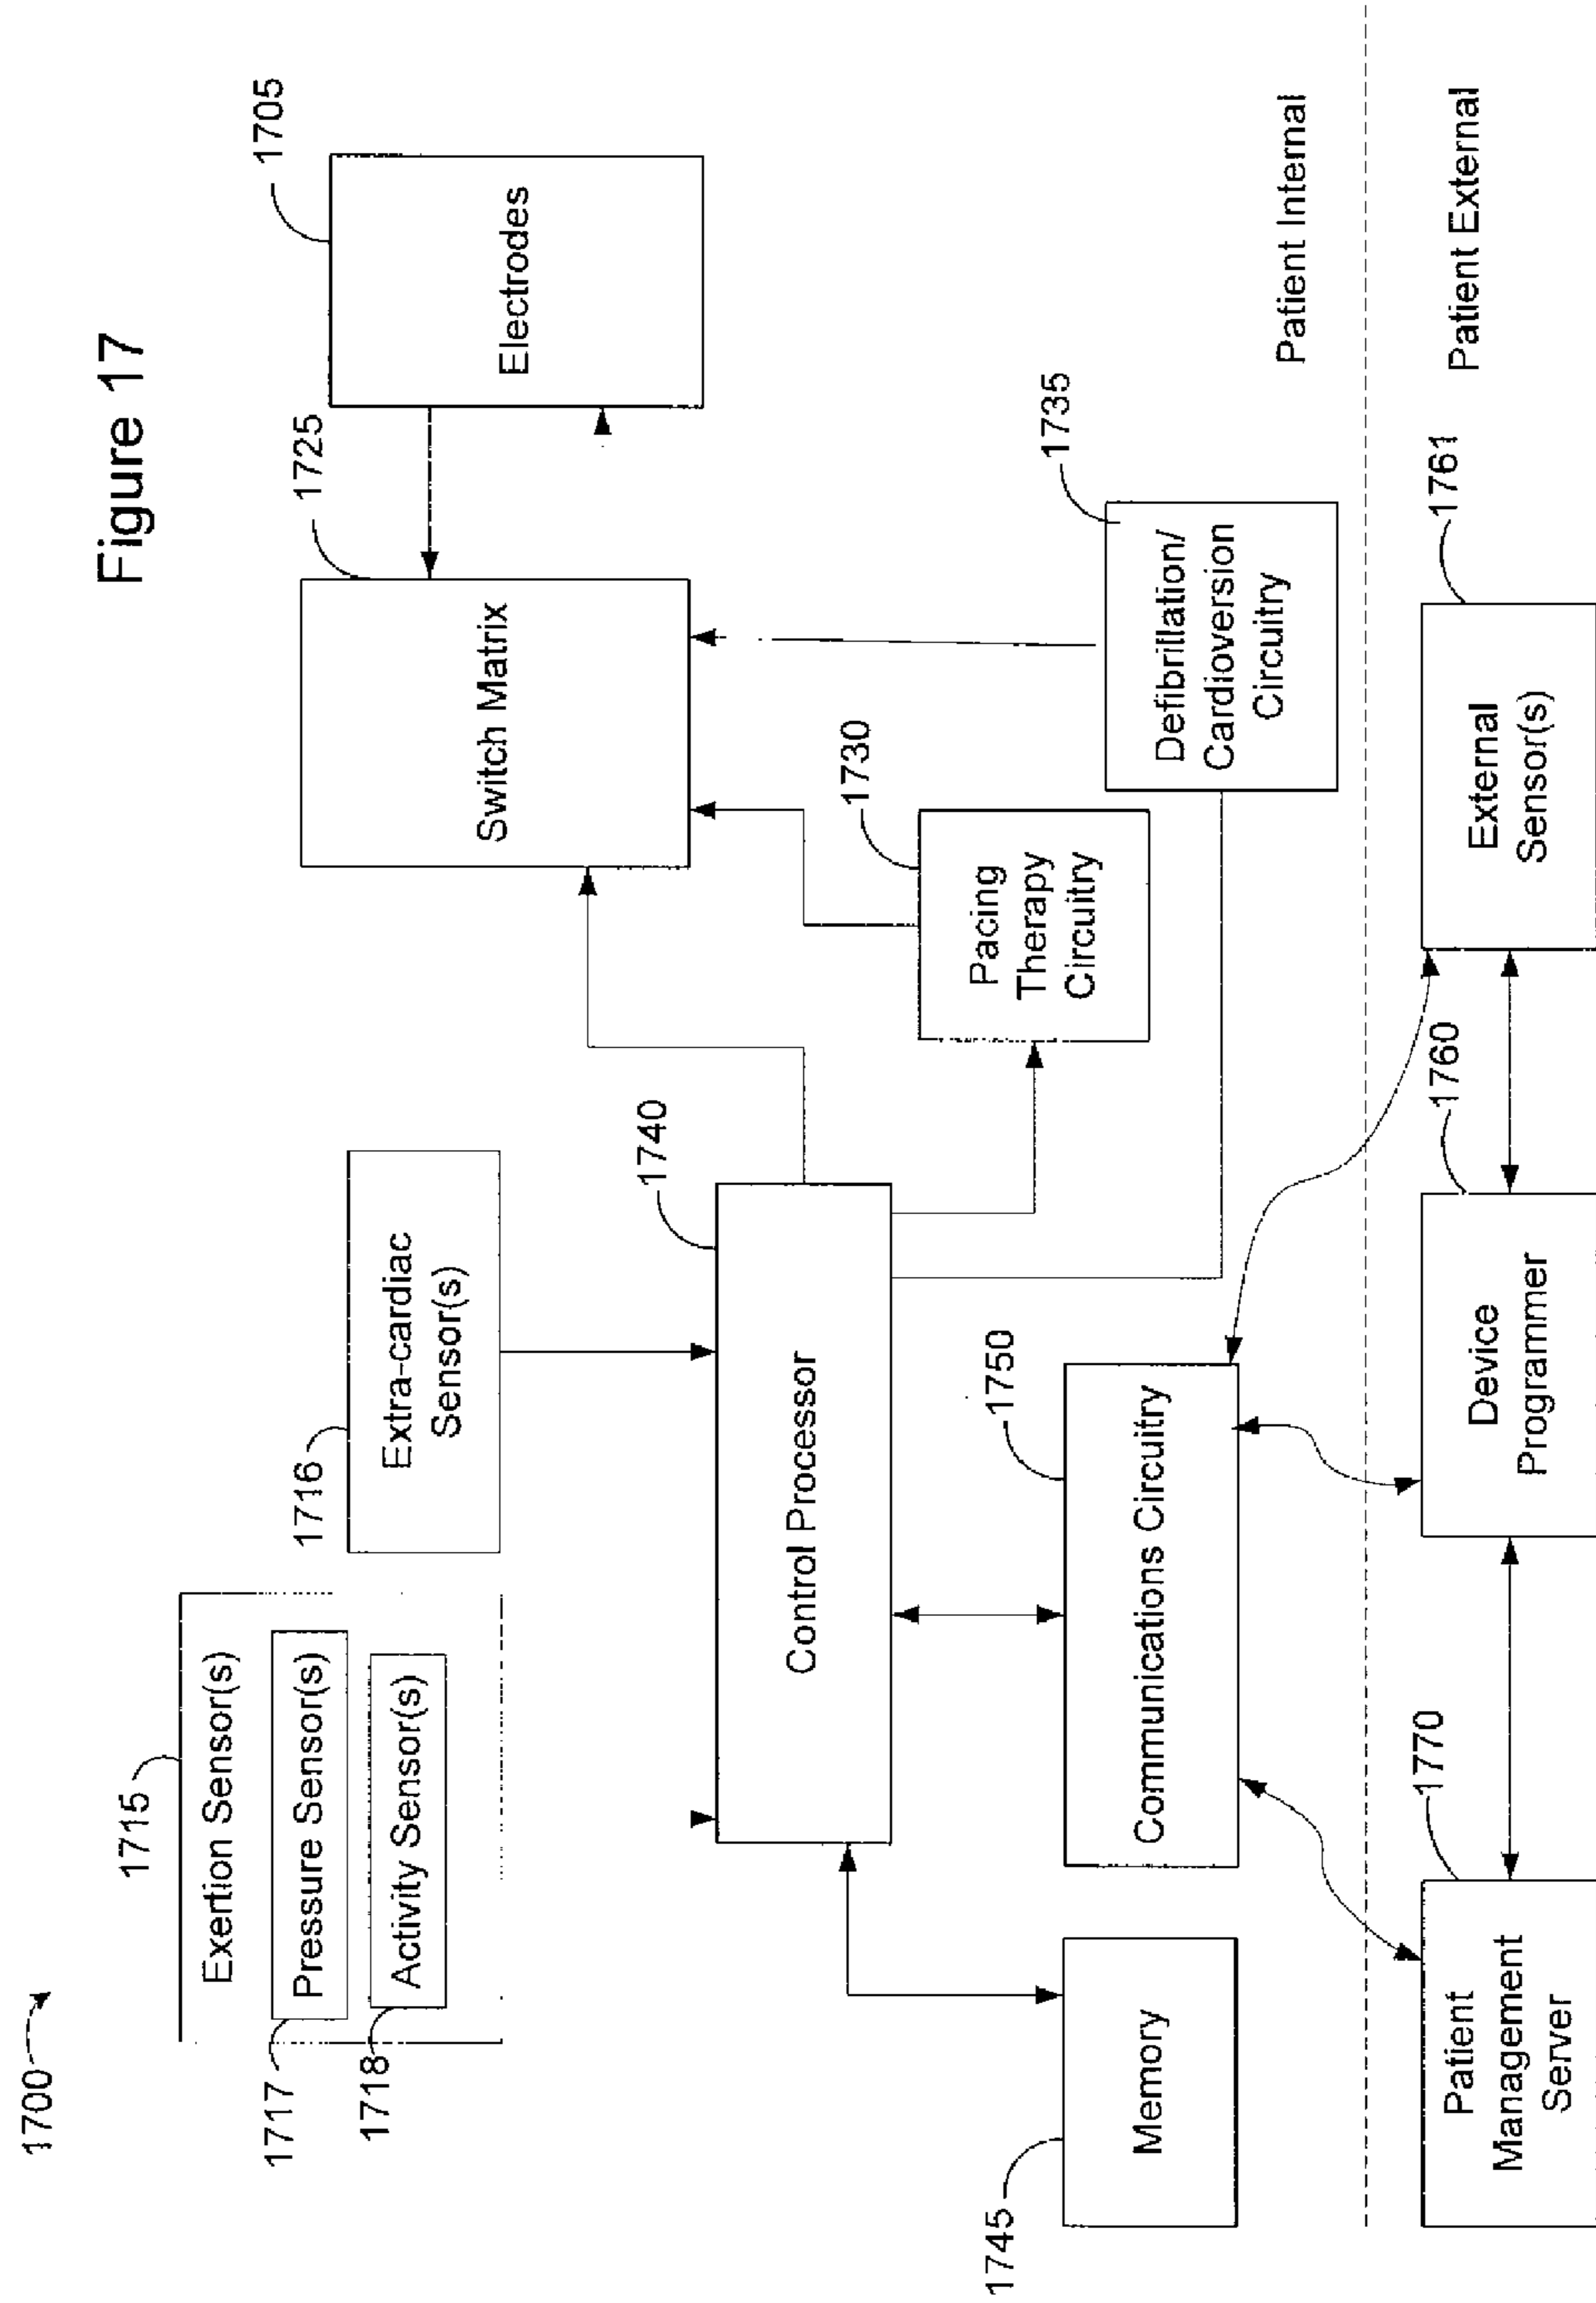 Figure 17
1700
1715
Exertion Sensor(s)
Pressure Sensor(s)
1717
Activity Sensor(s)
1718
1716
Extra-cardiac
Sensor(s)
1725
Switch Matrix
1705
Electrodes
1740
Control Processor
1730
Pacing
Therapy
Circuitry
1735
Defibrillation/
Cardioversion
Circuitry
1745
Memory
1750
Communications Circuitry
Patient Internal
Patient External
1770
Patient
Management
Server
1760
Device
Programmer
1761
External
Sensor(s)